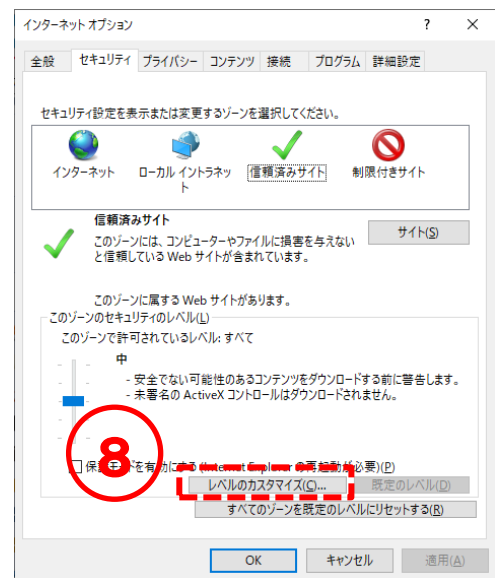 インターネット オプション ? ×
全般 セキュリティ プライバシー コンテンツ 接続 プログラム 詳細設定
セキュリティ設定を表示または変更するゾーンを選択してください。
インターネット ローカル イントラネッ 信頼済みサイト 制限付きサイト
ト
信頼済みサイト
サイト(S)
このゾーンには、コンピューターやファイルに損害を与えない
と信頼している Web サイトが含まれています。
このゾーンに属する Web サイトがあります。
このゾーンのセキュリティのレベル(L)
このゾーンで許可されているレベル: すべて
中
- 安全でない可能性のあるコンテンツをダウンロードする前に警告します。
- 未署名の ActiveX コントロールはダウンロードされません。
8
保護モードを有効にする (Internet Explorer の再起動が必要)(P)
レベルのカスタマイズ(C)... 既定のレベル(D)
すべてのゾーンを既定のレベルにリセットする(R)
OK キャンセル 適用(A)